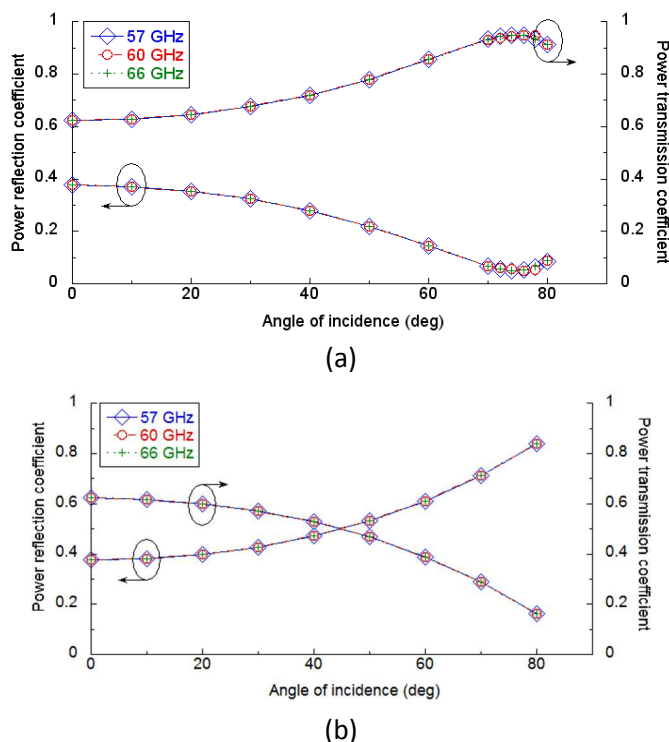 57 GHz
60 GHz
66 GHz
Power reflection coefficient
1
0.8
0.6
0.4
0.2
0
Power transmission coefficient
1
0.8
0.6
0.4
0.2
0
0 20 40 60 80
Angle of incidence (deg)
(a)
57 GHz
60 GHz
66 GHz
Power reflection coefficient
1
0.8
0.6
0.4
0.2
0
Power transmission coefficient
1
0.8
0.6
0.4
0.2
0
0 20 40 60 80
Angle of incidence (deg)
(b)